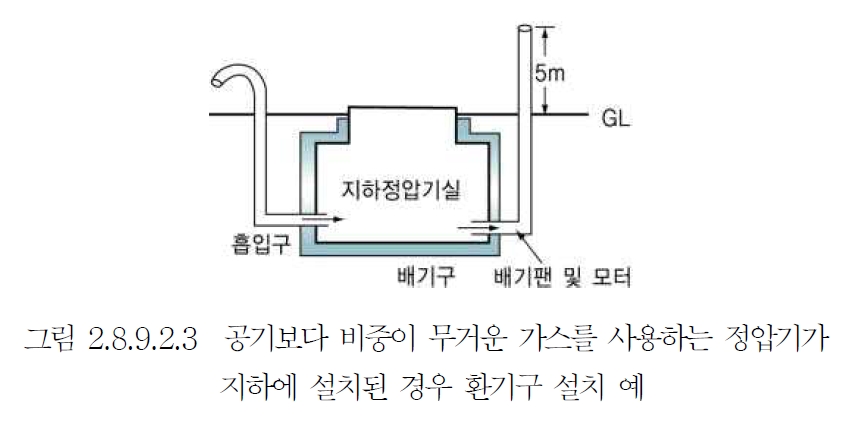 5m
GL
지하정압기실
흡입구
배기구
배기팬 및 모터
그림 2.8.9.2.3 공기보다 비중이 무거운 가스를 사용하는 정압기가
지하에 설치된 경우 환기구 설치 예